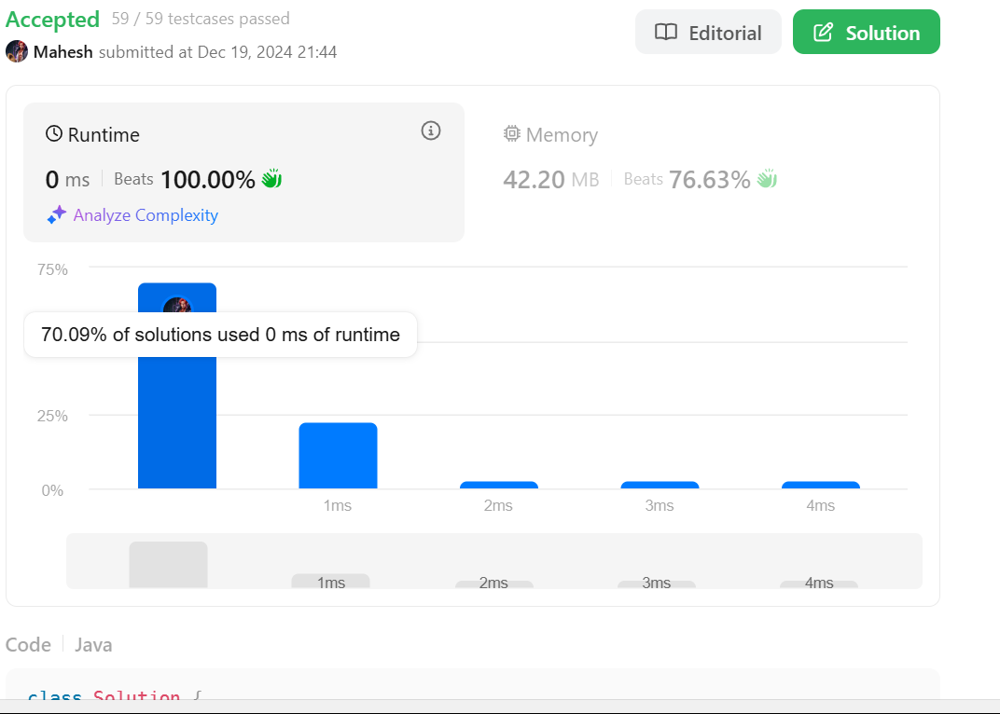 Accepted 59 / 59 testcases passed
Editorial
Solution
Mahesh submitted at Dec 19, 2024 21:44
Runtime
0 ms Beats 100.00%
Analyze Complexity
Memory
42.20 MB Beats 76.63%
75%
70.09% of solutions used 0 ms of runtime
25%
0%
1ms 2ms 3ms 4ms
1ms 2ms 3ms 4ms
Code Java
class Solution {